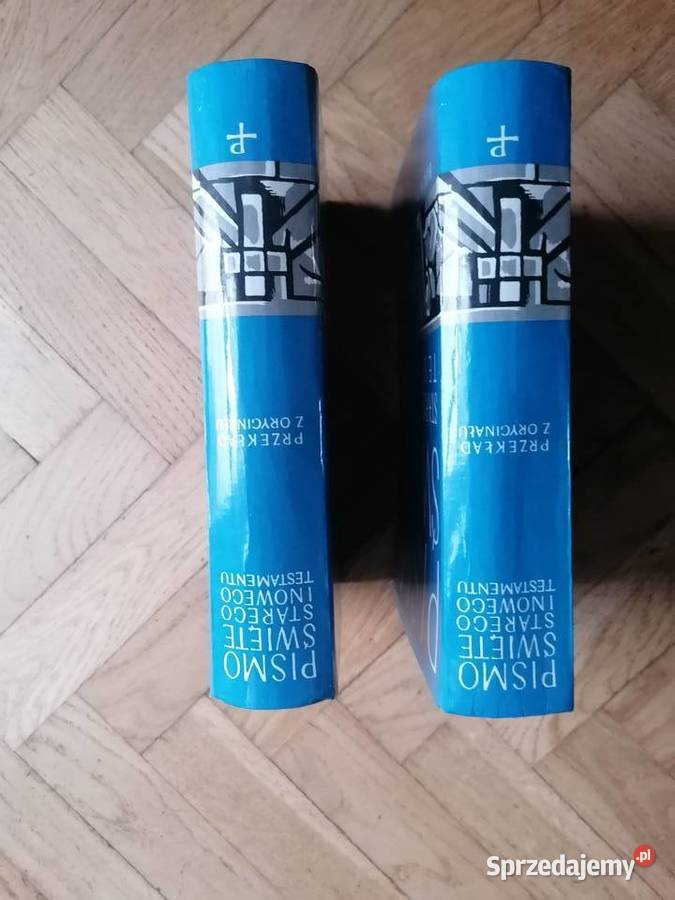 PISMO
ŚWIĘTE
STAREGO
I NOWEGO
TESTAMENTU
PRZEKŁAD
Z ORYGINAŁU
P
PISMO
ŚWIĘTE
STAREGO
I NOWEGO
TESTAMENTU
PRZEKŁAD
Z ORYGINAŁU
P
Sprzedajemy.pl